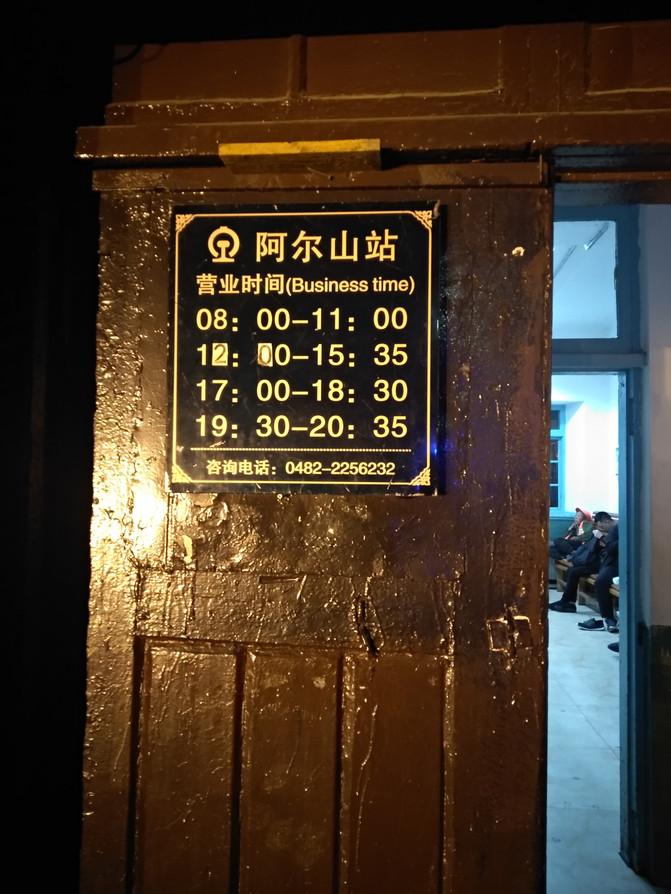 阿尔山站
营业时间(Business time)
08：00-11：00
12：00-15：35
17：00-18：30
19：30-20：35
咨询电话：0482-2256232